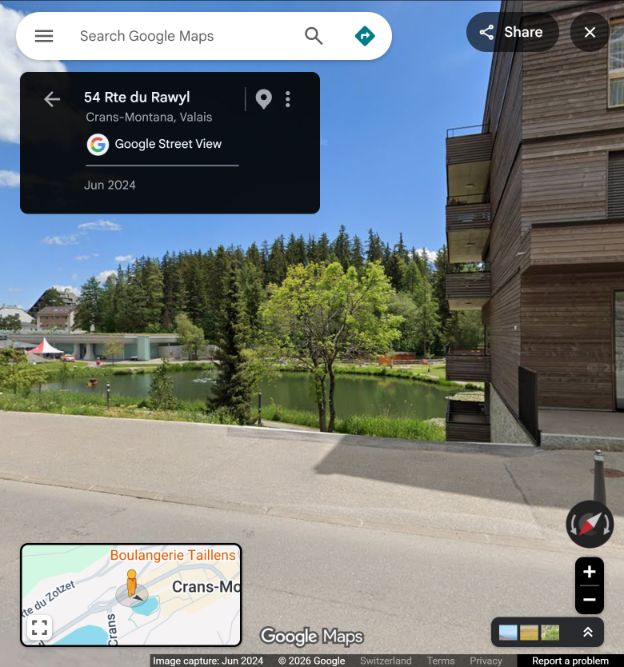 Search Google Maps
Share
54 Rte du Rawyl
Crans-Montana, Valais
Google Street View
Jun 2024
Boulangerie Taillens
Crans-Mo
te du Zotzet
Crans
Google Maps
Image capture: Jun 2024 © 2026 Google Switzerland Terms Privacy Report a problem